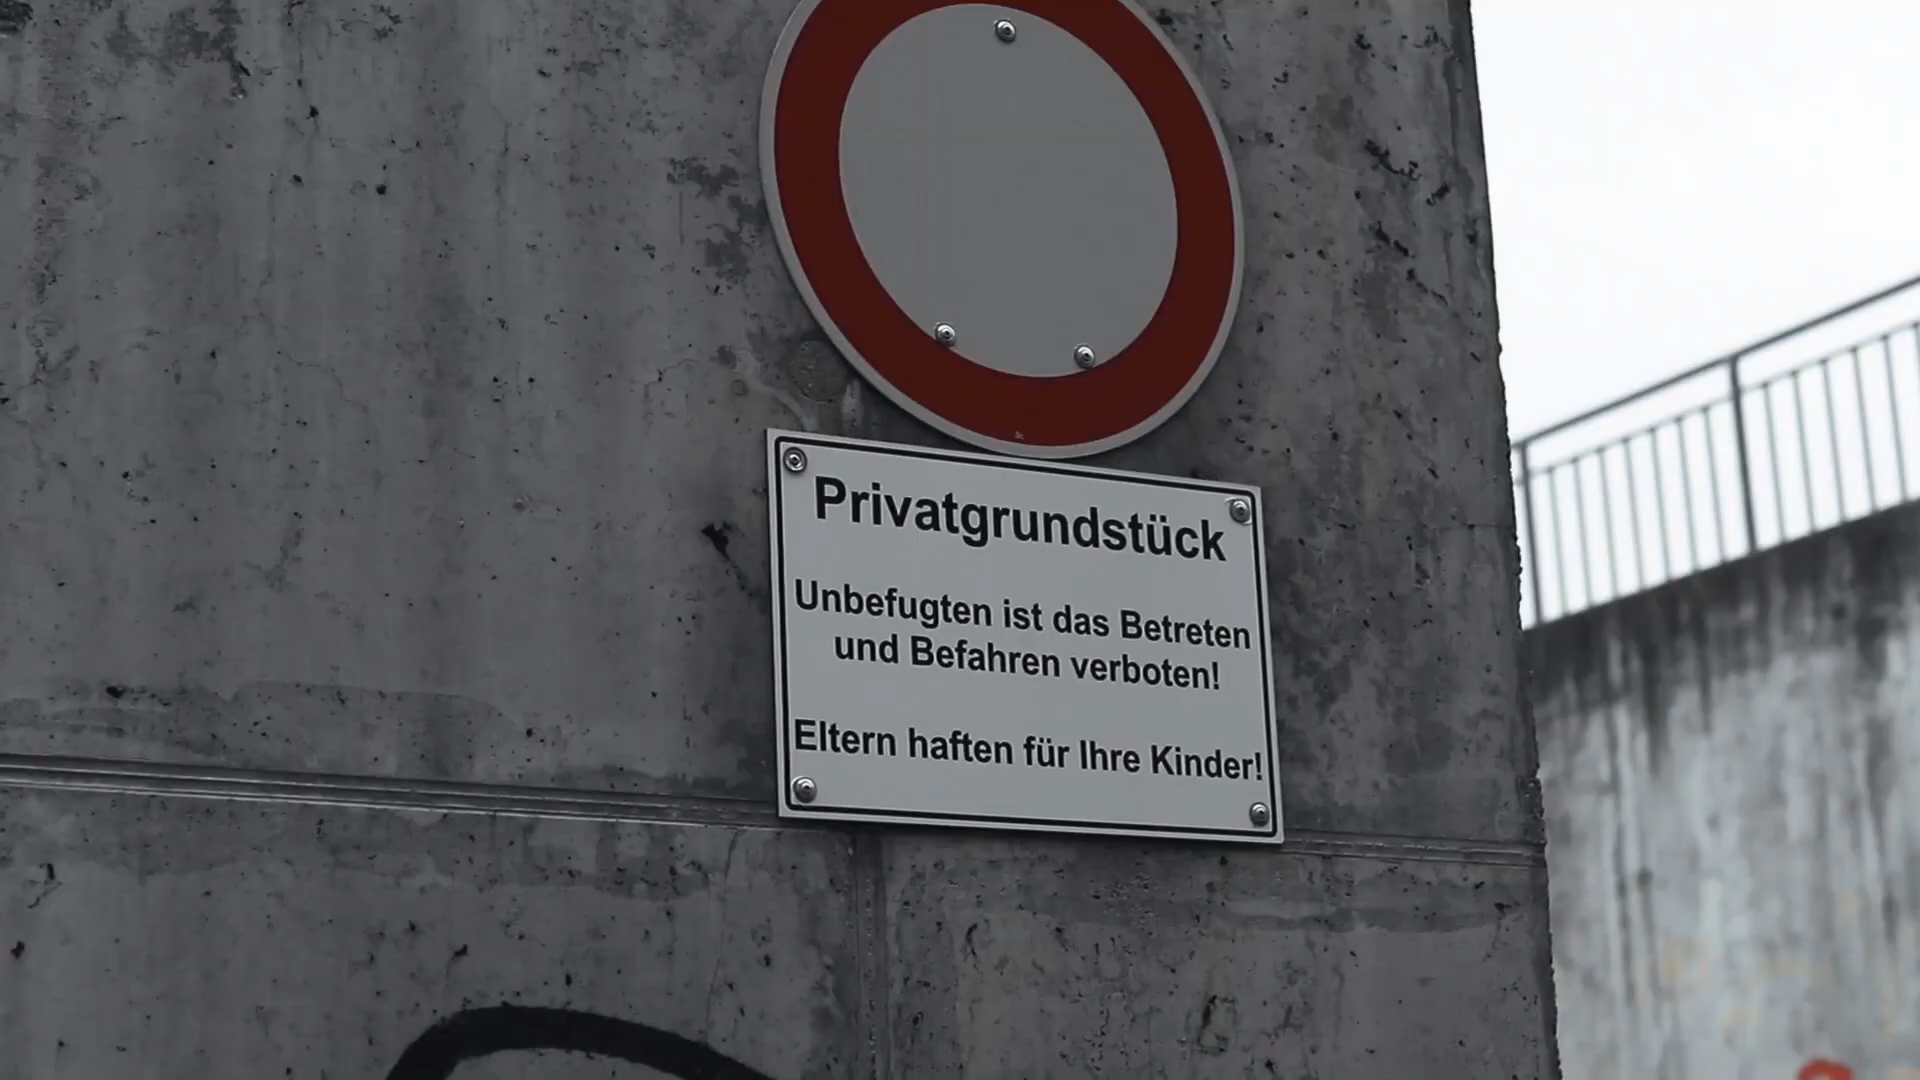 Privatgrundstück
Unbefugten ist das Betreten
und Befahren verboten!
Eltern haften für Ihre Kinder!